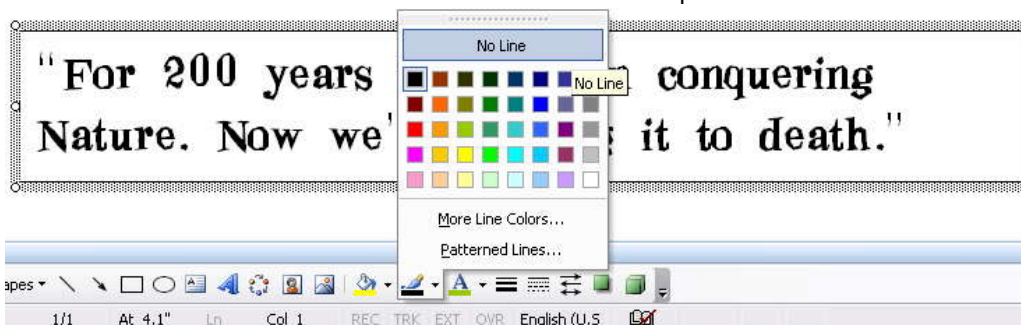 No Line
"For 200 years conquering
No Line
Nature. Now we' it to death."
More Line Colors...
Patterned Lines...
apes
A
A
1/1 At 4.1" Ln Col 1 REC TRK EXT OVR English (U.S